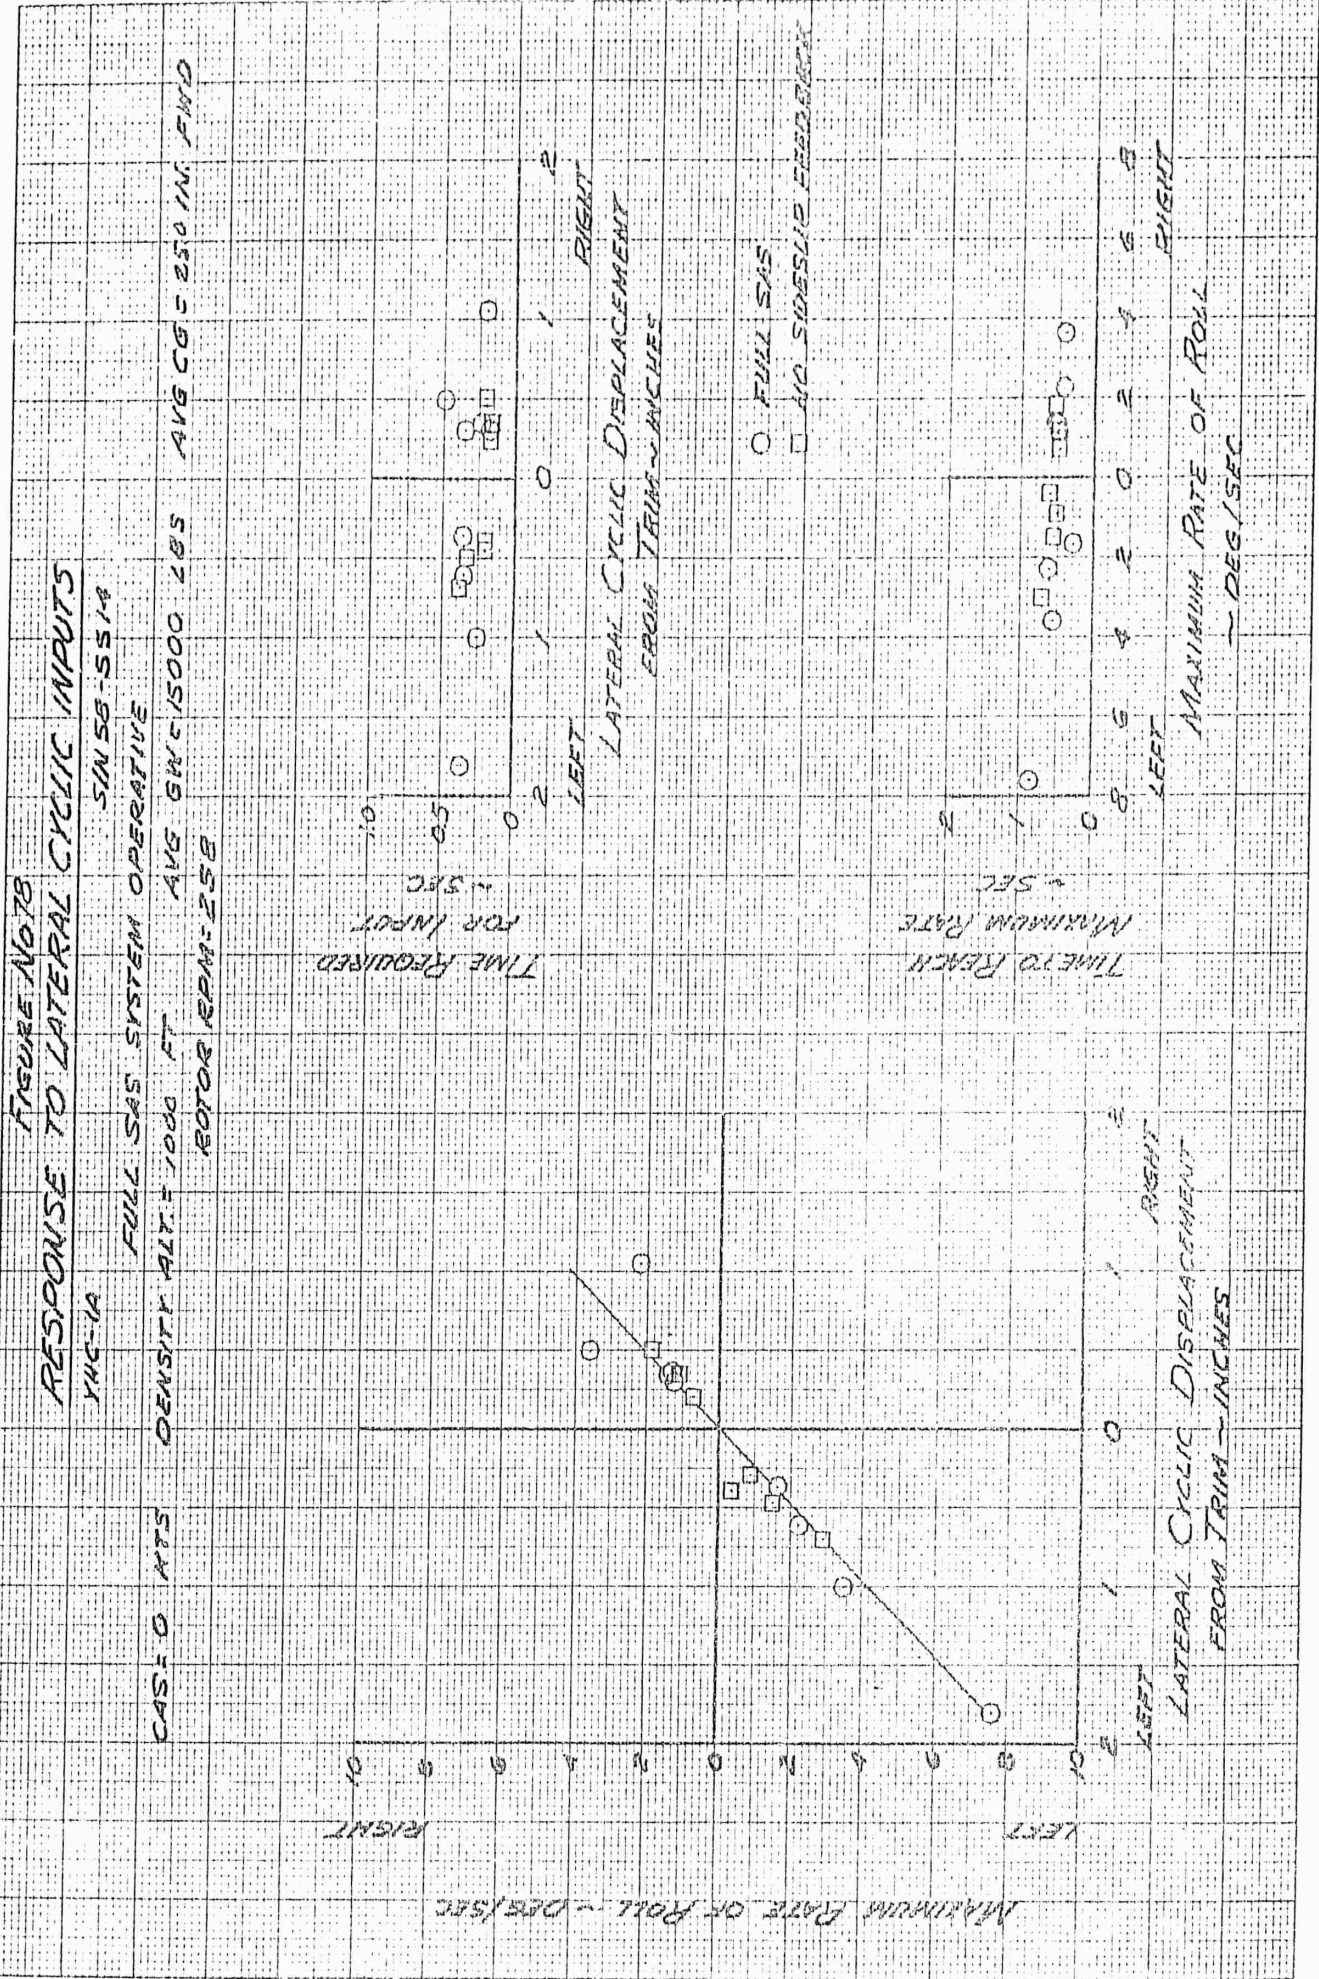 FIGURE NO 78
RESPONSE TO LATERAL CYCLIC INPUTS
YHC-1A S/N 58-5514
FULL SAS SYSTEM OPERATIVE
CAS = 0 KTS DENSITY ALT. = 1000 FT AVG GW = 15000 LBS AVG CG = 25.0 IN. FWD
ROTOR RPM = 258
MAXIMUM RATE OF ROLL ~ DEG/SEC
RIGHT
LEFT
10
8
6
4
2
0
2
4
6
8
10
2 1 0 1 2
LEFT RIGHT
LATERAL CYCLIC DISPLACEMENT
FROM TRIM ~ INCHES
TIME REQUIRED
FOR INPUT
~ SEC
1.0
0.5
0
2 1 0 1 2
LEFT RIGHT
LATERAL CYCLIC DISPLACEMENT
FROM TRIM ~ INCHES
FULL SAS
NO SIDESLIP FEEDBACK
TIME TO REACH
MAXIMUM RATE
~ SEC
2
1
0
8 6 4 2 0 2 4 6 8
LEFT RIGHT
MAXIMUM RATE OF ROLL
~ DEG/SEC